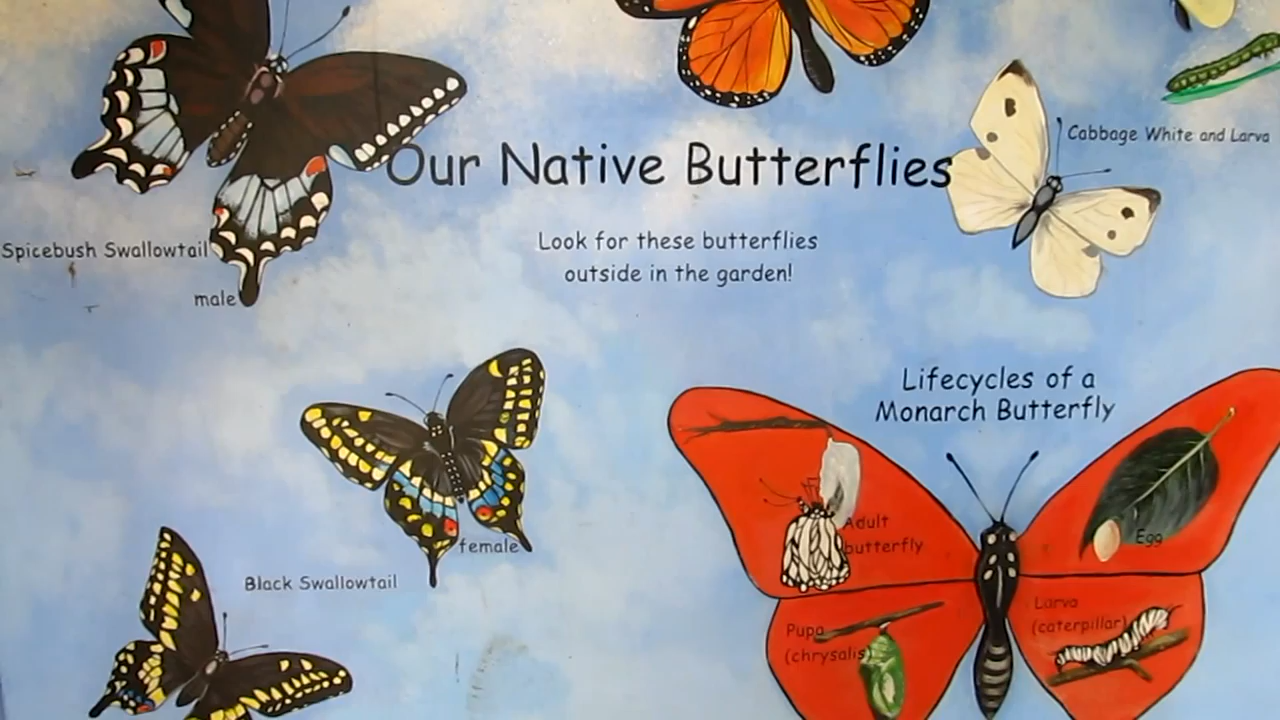 Our Native Butterflies
Look for these butterflies
outside in the garden!
Cabbage White and Larva
Spicebush Swallowtail
male
female
Black Swallowtail
Lifecycles of a
Monarch Butterfly
Adult
butterfly
Egg
Pupa
(chrysalis)
Larva
(caterpillar)